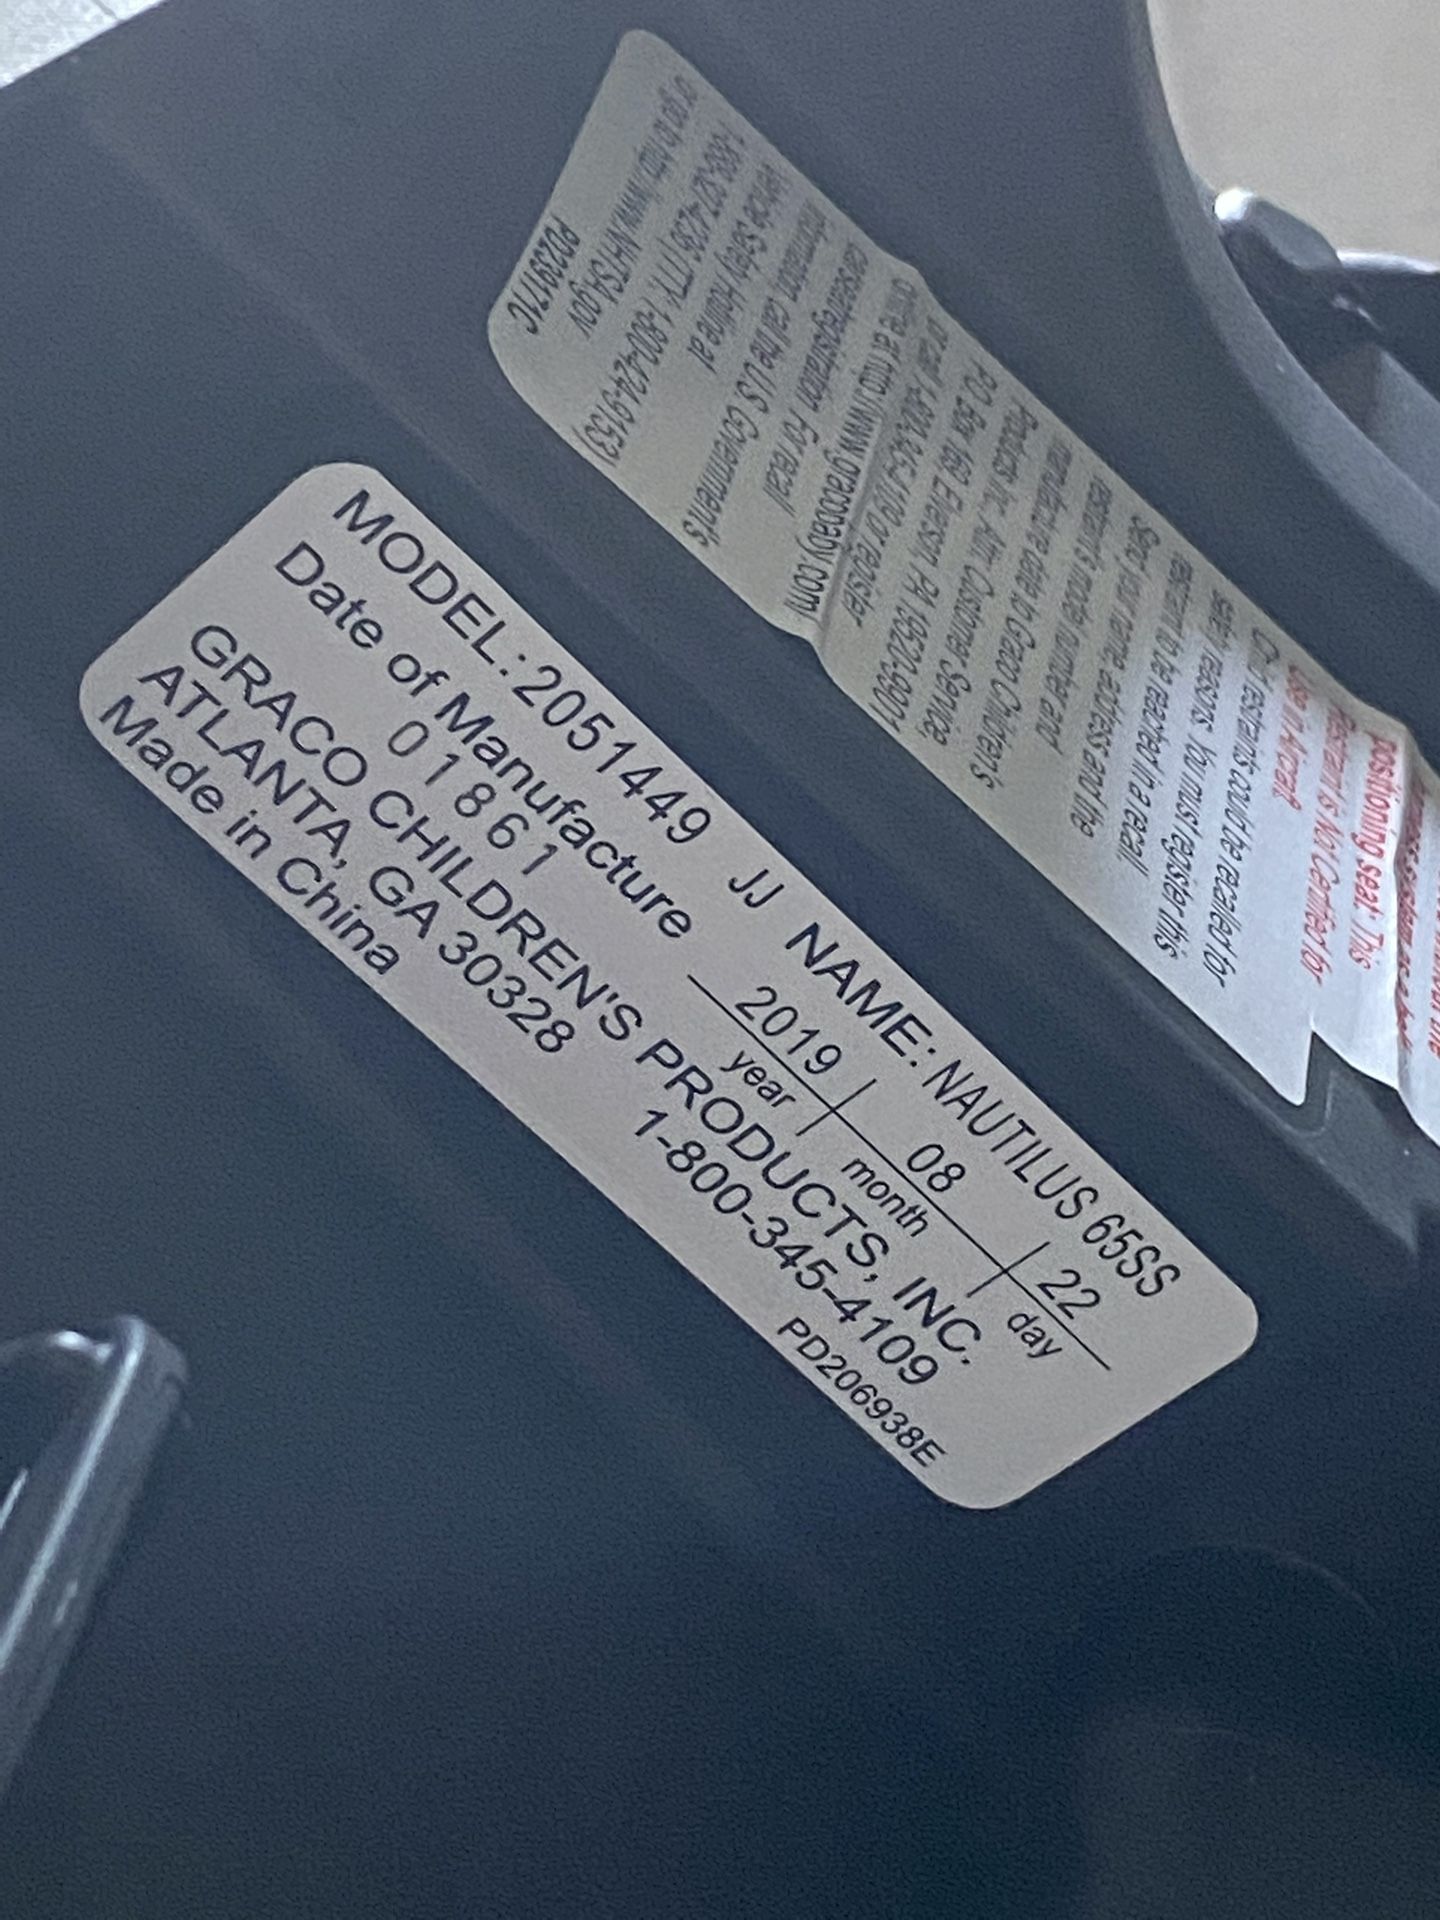 MODEL: 2051449 JJ NAME: NAUTILUS 65SS
Date of Manufacture 2019 08 22
01861 year month day
GRACO CHILDREN'S PRODUCTS, INC.
ATLANTA, GA 30328 1-800-345-4109
Made in China PD206938E
positioning seat. This
Restraint is Not Certified for
Use in Aircraft.
restraints could be recalled for
safety reasons. You must register this
restraint to be reached in a recall.
Send your name, address and the
restraint's model number and
manufacture date to Graco Children's
Products, Inc. Attn: Customer Service,
P.O. Box 169 Elverson, PA 19520-9901
or call 1-800-345-4109 or register
online at http://www.gracobaby.com/
carseatregistration. For recall
information, call the U.S. Government's
Vehicle Safety Hotline at
1-888-327-4236 (TTY: 1-800-424-9153)
or go to http://www.NHTSA.gov
PD239171C